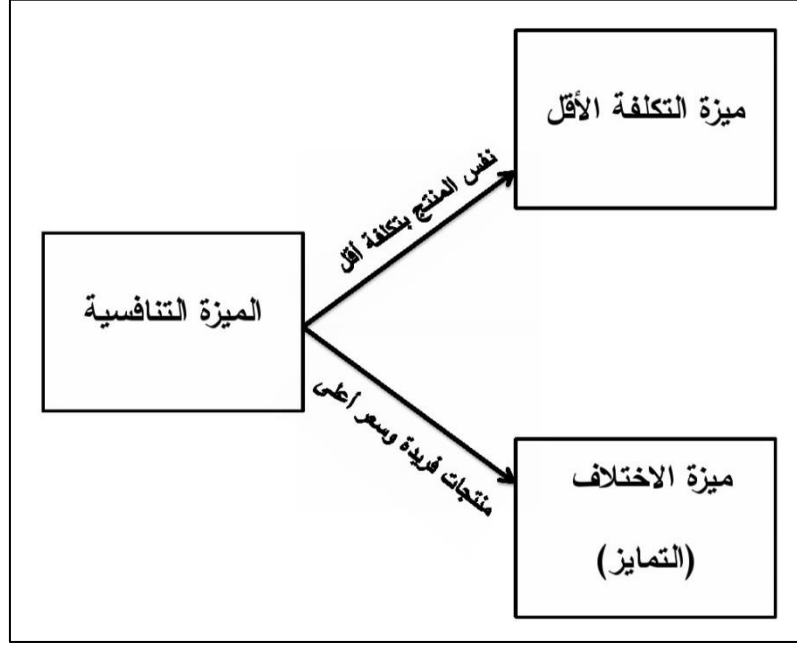 ميزة التكلفة الأقل
نفس المنتج بتكلفة أقل
الميزة التنافسية
منتجات فريدة وسعر أعلى
ميزة الاختلاف
(التمايز)